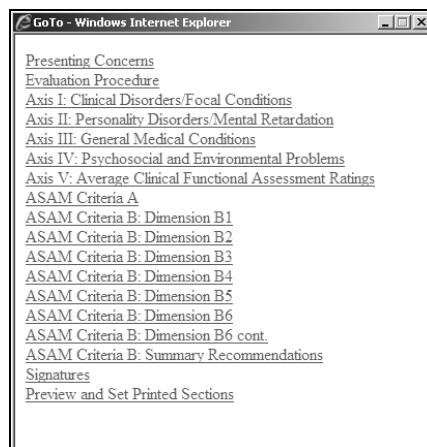 GoTo - Windows Internet Explorer
Presenting Concerns
Evaluation Procedure
Axis I: Clinical Disorders/Focal Conditions
Axis II: Personality Disorders/Mental Retardation
Axis III: General Medical Conditions
Axis IV: Psychosocial and Environmental Problems
Axis V: Average Clinical Functional Assessment Ratings
ASAM Criteria A
ASAM Criteria B: Dimension B1
ASAM Criteria B: Dimension B2
ASAM Criteria B: Dimension B3
ASAM Criteria B: Dimension B4
ASAM Criteria B: Dimension B5
ASAM Criteria B: Dimension B6
ASAM Criteria B: Dimension B6 cont.
ASAM Criteria B: Summary Recommendations
Signatures
Preview and Set Printed Sections